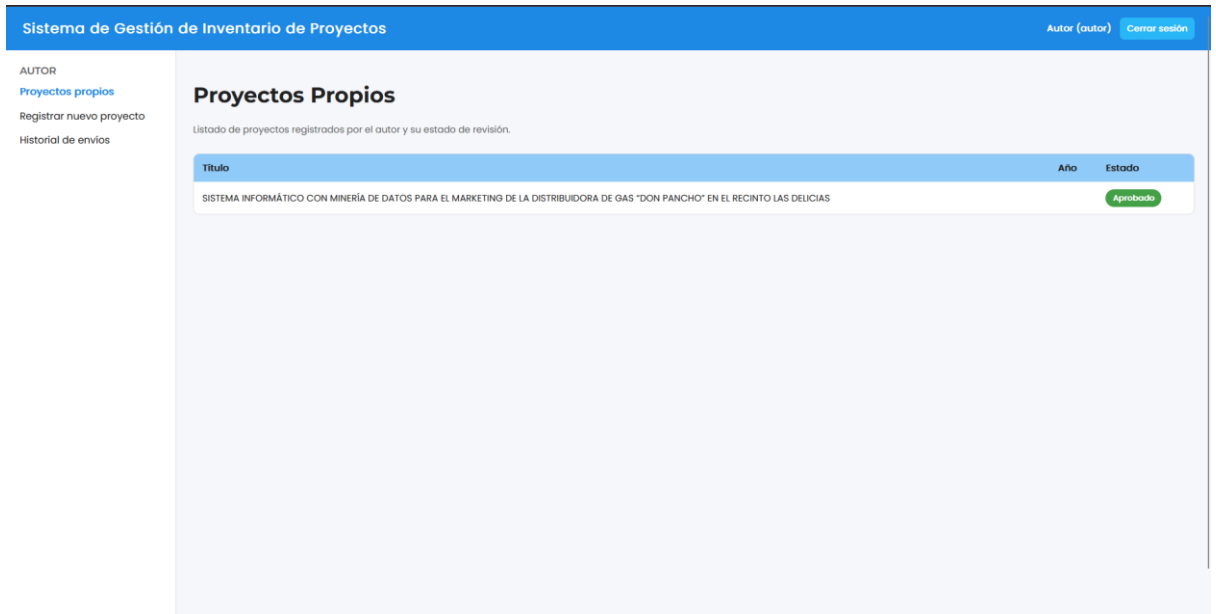 Sistema de Gestión de Inventario de Proyectos
Autor (autor) Cerrar sesión
AUTOR
Proyectos propios
Registrar nuevo proyecto
Historial de envíos
Proyectos Propios
Listado de proyectos registrados por el autor y su estado de revisión.
Título Año Estado
SISTEMA INFORMÁTICO CON MINERÍA DE DATOS PARA EL MARKETING DE LA DISTRIBUIDORA DE GAS “DON PANCHO” EN EL RECINTO LAS DELICIAS Aprobado